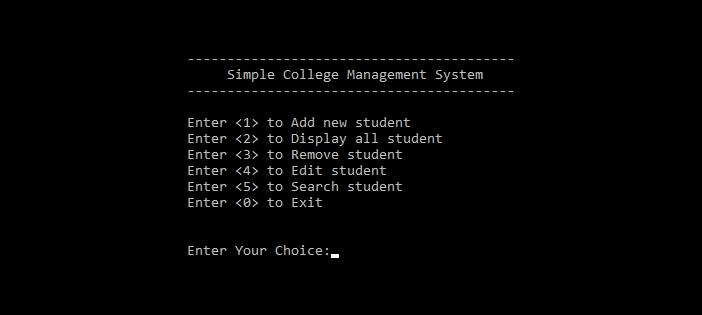 -----------------------------------------
Simple College Management System
-----------------------------------------
Enter <1> to Add new student
Enter <2> to Display all student
Enter <3> to Remove student
Enter <4> to Edit student
Enter <5> to Search student
Enter <0> to Exit
Enter Your Choice: